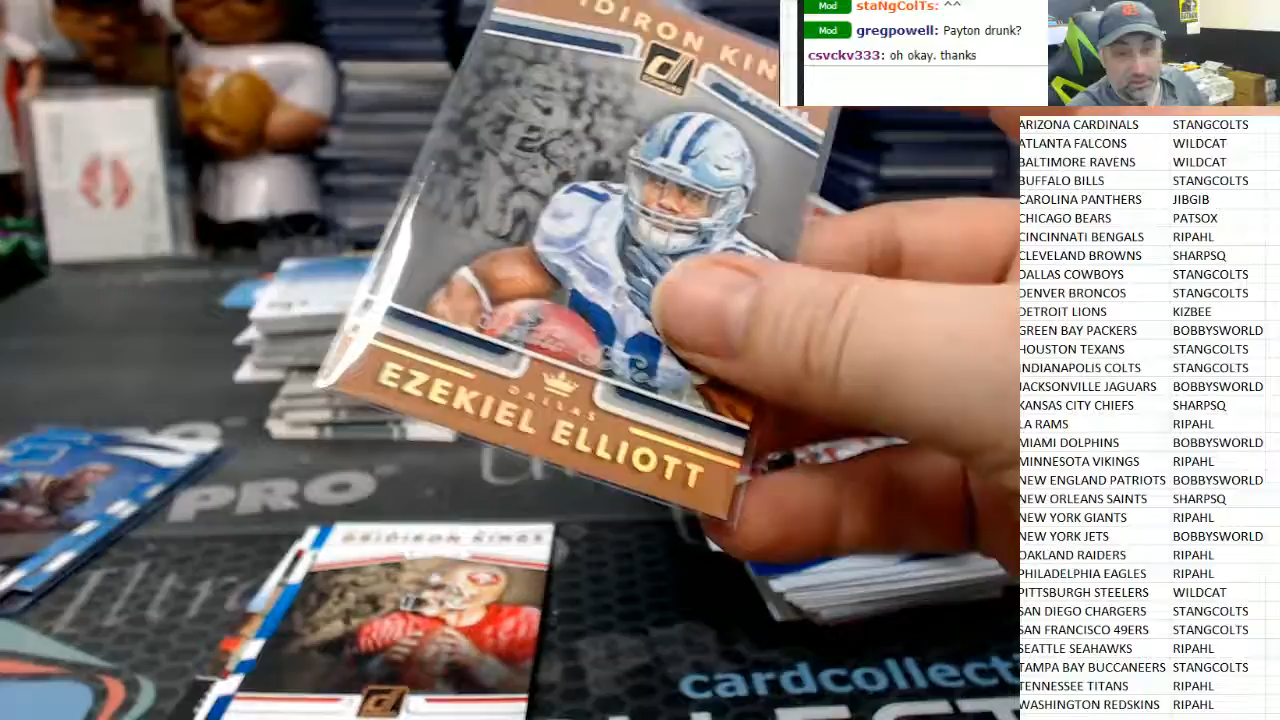 Mod staNgColTs: ^^
Mod gregpowell: Payton drunk?
csvckv333: oh okay. thanks
IDIRON KIN
DONRUSS
DALLAS
EZEKIEL ELLIOTT
PRO
GRIDIRON KINGS
cardcollect
ARIZONA CARDINALS STANGCOLTS
ATLANTA FALCONS WILDCAT
BALTIMORE RAVENS WILDCAT
BUFFALO BILLS STANGCOLTS
CAROLINA PANTHERS JIBGIB
CHICAGO BEARS PATSOX
CINCINNATI BENGALS RIPAHL
CLEVELAND BROWNS SHARPSQ
DALLAS COWBOYS STANGCOLTS
DENVER BRONCOS STANGCOLTS
DETROIT LIONS KIZBEE
GREEN BAY PACKERS BOBBYSWORLD
HOUSTON TEXANS STANGCOLTS
INDIANAPOLIS COLTS STANGCOLTS
JACKSONVILLE JAGUARS BOBBYSWORLD
KANSAS CITY CHIEFS SHARPSQ
LA RAMS RIPAHL
MIAMI DOLPHINS BOBBYSWORLD
MINNESOTA VIKINGS RIPAHL
NEW ENGLAND PATRIOTS BOBBYSWORLD
NEW ORLEANS SAINTS SHARPSQ
NEW YORK GIANTS RIPAHL
NEW YORK JETS BOBBYSWORLD
OAKLAND RAIDERS RIPAHL
PHILADELPHIA EAGLES RIPAHL
PITTSBURGH STEELERS WILDCAT
SAN DIEGO CHARGERS STANGCOLTS
SAN FRANCISCO 49ERS STANGCOLTS
SEATTLE SEAHAWKS RIPAHL
TAMPA BAY BUCCANEERS STANGCOLTS
TENNESSEE TITANS RIPAHL
WASHINGTON REDSKINS RIPAHL